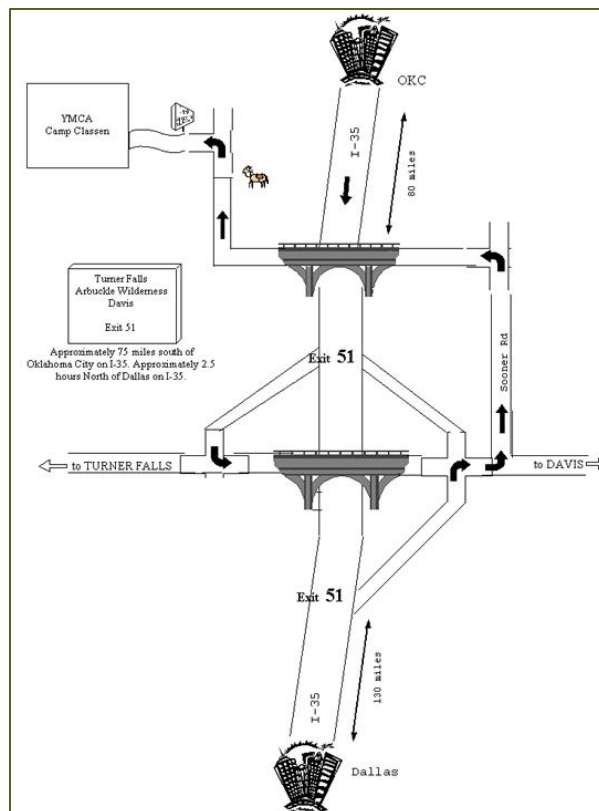 OKC
I-35
80 miles
YMCA
Camp Classen
Turner Falls
Arbuckle Wilderness
Davis
Exit 51
Approximately 75 miles south of
Oklahoma City on I-35. Approximately 2.5
hours North of Dallas on I-35.
Exit 51
Sooner Rd
to TURNER FALLS
to DAVIS
Exit 51
130 miles
I-35
Dallas